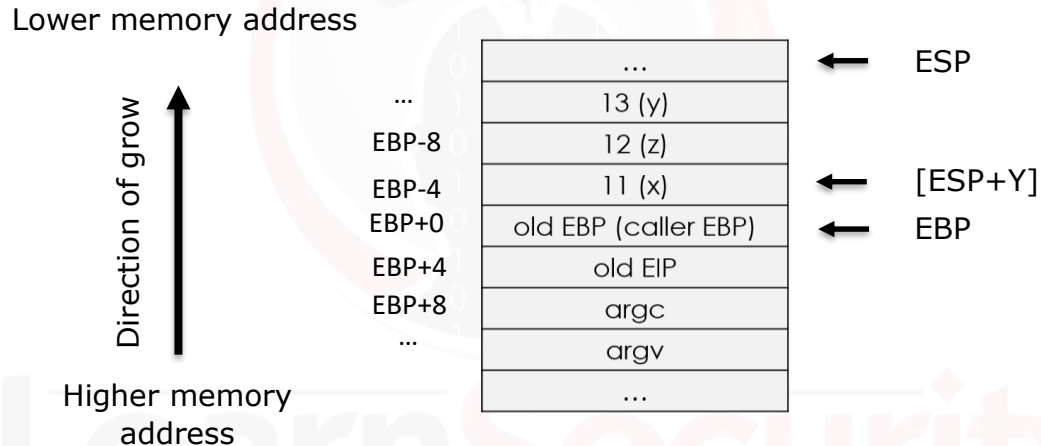 Lower memory address
... ESP
... 13 (y)
EBP-8 12 (z)
EBP-4 11 (x) [ESP+Y]
EBP+0 old EBP (caller EBP) EBP
EBP+4 old EIP
EBP+8 argc
... argv
...
Direction of grow
Higher memory
address
LearnSecurit